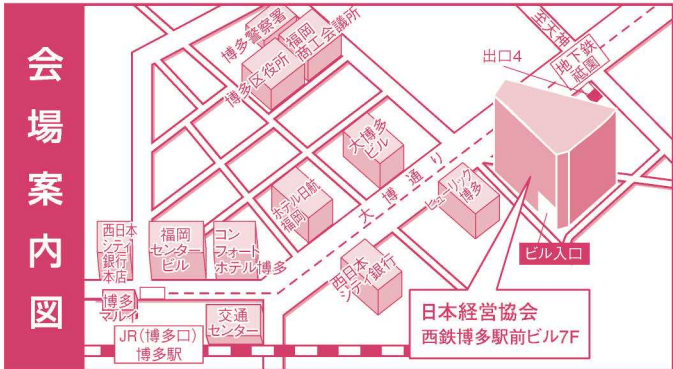 会場案内図
博多警察署
福岡
商工会議所
博多区役所
出口4
至天神
地下鉄
祗園
大博多
ビル
大博通り
ヒューリック
博多
ホテル日航
福岡
西日本
シティ
銀行
本店
福岡
センター
ビル
コン
フォート
ホテル博多
西日本
シティ銀行
ビル入口
博多
マルイ
交通
センター
JR(博多口)
博多駅
日本経営協会
西鉄博多駅前ビル7F